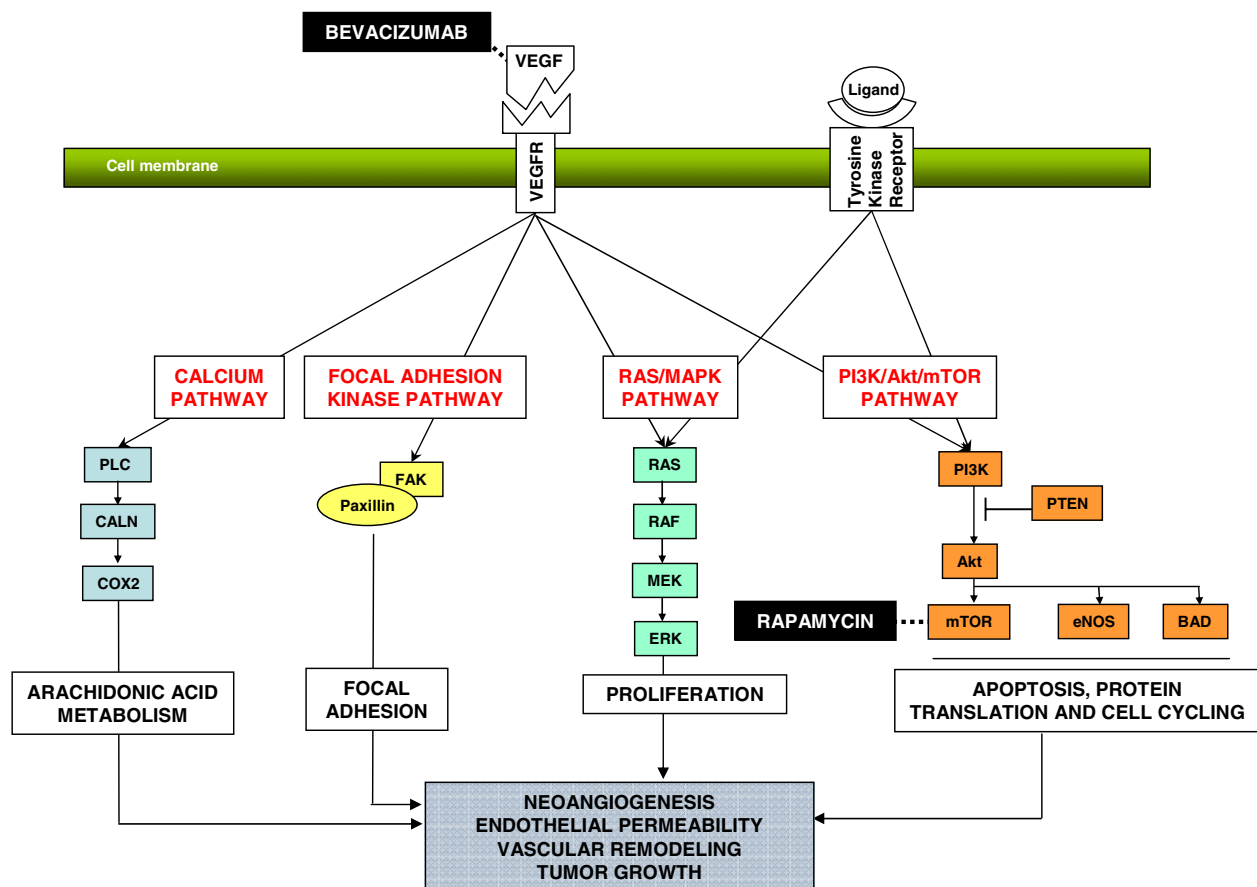 BEVACIZUMAB
VEGF
Ligand
Cell membrane
VEGFR
Tyrosine
Kinase
Receptor
CALCIUM
PATHWAY
FOCAL ADHESION
KINASE PATHWAY
RAS/MAPK
PATHWAY
PI3K/Akt/mTOR
PATHWAY
PLC
FAK
RAS
PI3K
Paxillin
PTEN
CALN
RAF
Akt
COX2
MEK
RAPAMYCIN
mTOR
eNOS
BAD
ERK
ARACHIDONIC ACID
METABOLISM
FOCAL
ADHESION
PROLIFERATION
APOPTOSIS, PROTEIN
TRANSLATION AND CELL CYCLING
NEOANGIOGENESIS
ENDOTHELIAL PERMEABILITY
VASCULAR REMODELING
TUMOR GROWTH